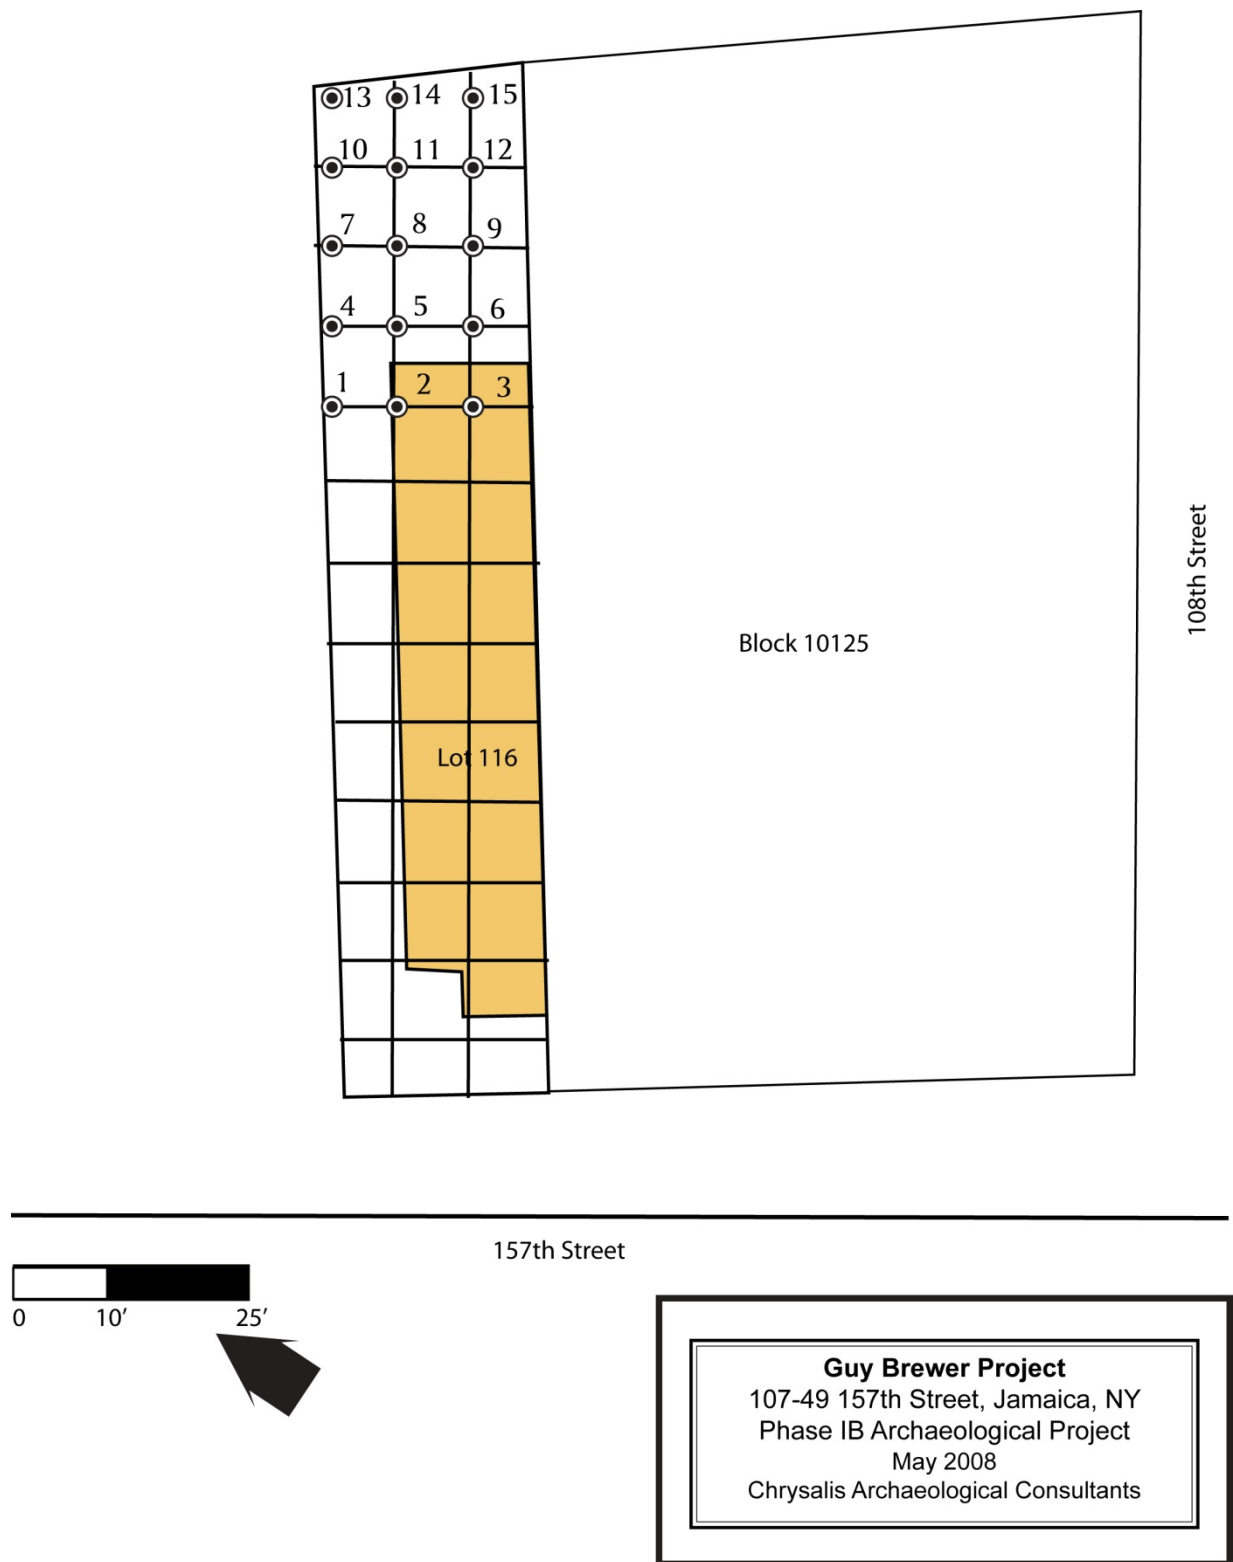 13 14 15
10 11 12
7 8 9
4 5 6
1 2 3
108th Street
Block 10125
Lot 116
157th Street
0 10' 25'
Guy Brewer Project
107-49 157th Street, Jamaica, NY
Phase IB Archaeological Project
May 2008
Chrysalis Archaeological Consultants